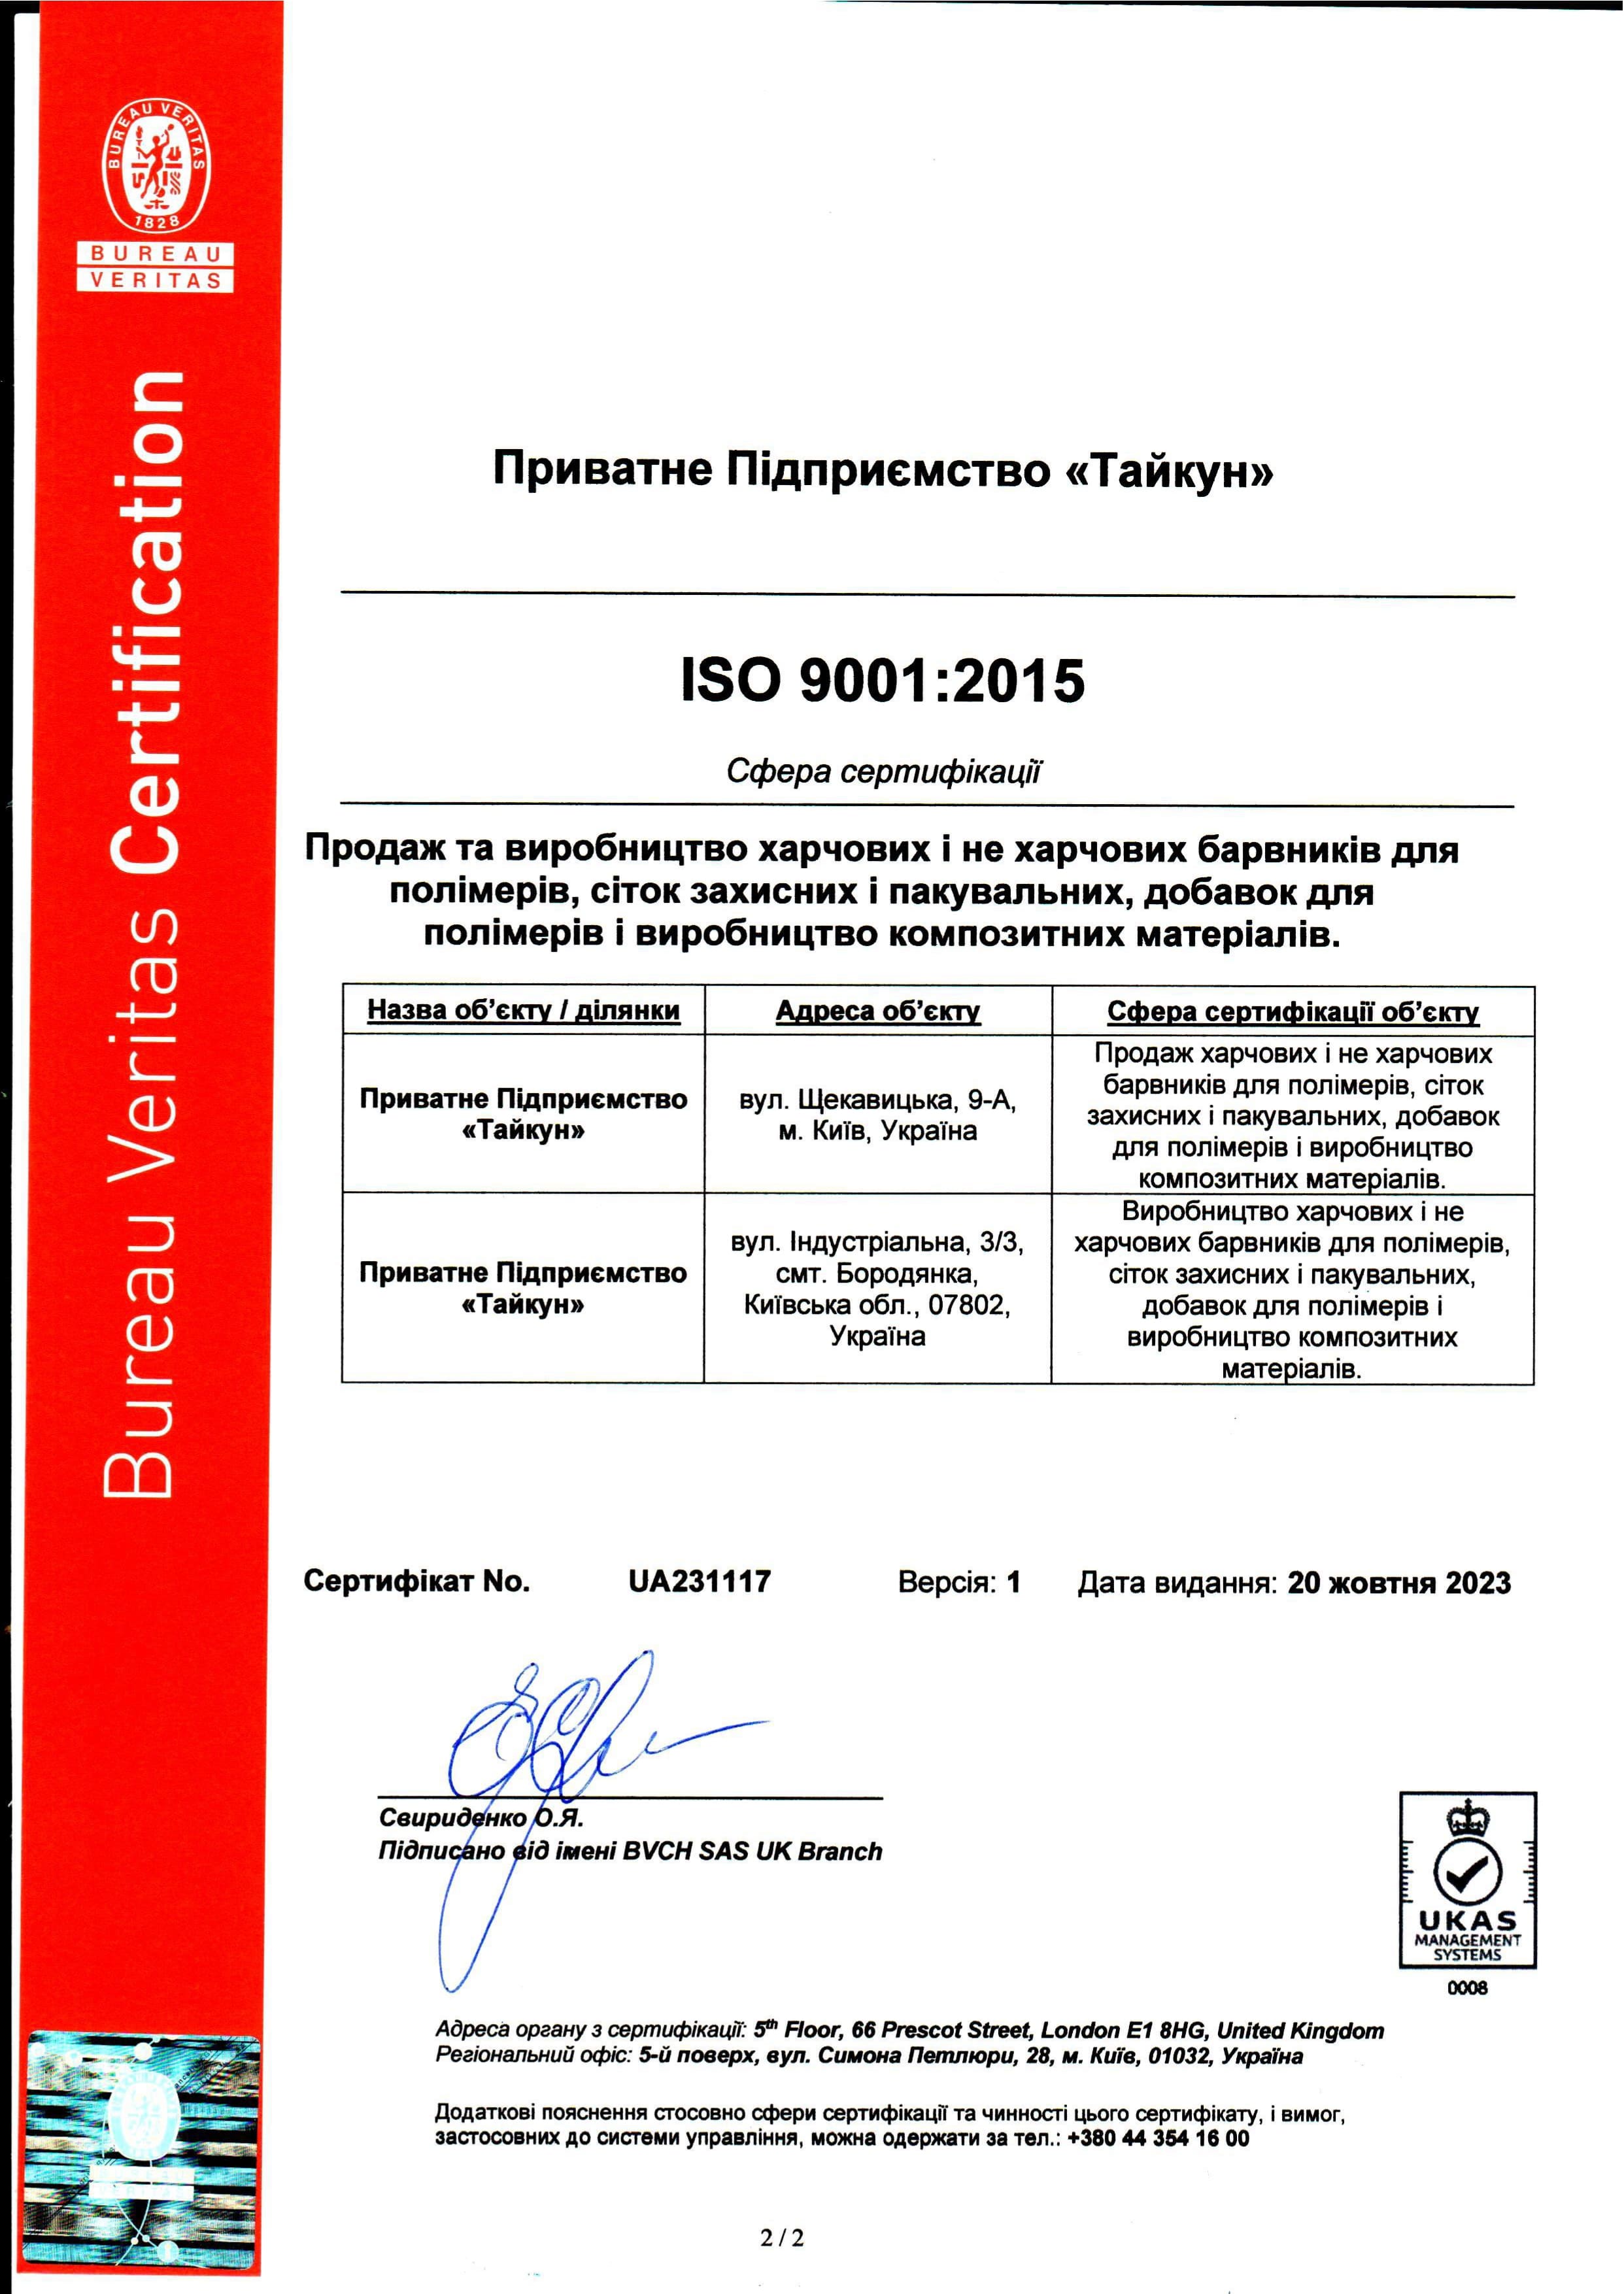 BUREAU VERITAS
1828
BUREAU
VERITAS
Bureau Veritas Certification
Приватне Підприємство «Тайкун»
ISO 9001:2015
Сфера сертифікації
Продаж та виробництво харчових і не харчових барвників для
полімерів, сіток захисних і пакувальних, добавок для
полімерів і виробництво композитних матеріалів.
Назва об’єкту / ділянки
Адреса об’єкту
Сфера сертифікації об’єкту
Приватне Підприємство
«Тайкун»
вул. Щекавицька, 9-А,
м. Київ, Україна
Продаж харчових і не харчових
барвників для полімерів, сіток
захисних і пакувальних, добавок
для полімерів і виробництво
композитних матеріалів.
Приватне Підприємство
«Тайкун»
вул. Індустріальна, 3/3,
смт. Бородянка,
Київська обл., 07802,
Україна
Виробництво харчових і не
харчових барвників для полімерів,
сіток захисних і пакувальних,
добавок для полімерів і
виробництво композитних
матеріалів.
Сертифікат No. UA231117 Версія: 1 Дата видання: 20 жовтня 2023
Свириденко О.Я.
Підписано від імені BVCH SAS UK Branch
UKAS
MANAGEMENT
SYSTEMS
0008
Адреса органу з сертифікації: 5th Floor, 66 Prescot Street, London E1 8HG, United Kingdom
Регіональний офіс: 5-й поверх, вул. Симона Петлюри, 28, м. Київ, 01032, Україна
Додаткові пояснення стосовно сфери сертифікації та чинності цього сертифікату, і вимог,
застосовних до системи управління, можна одержати за тел.: +380 44 354 16 00
2 / 2